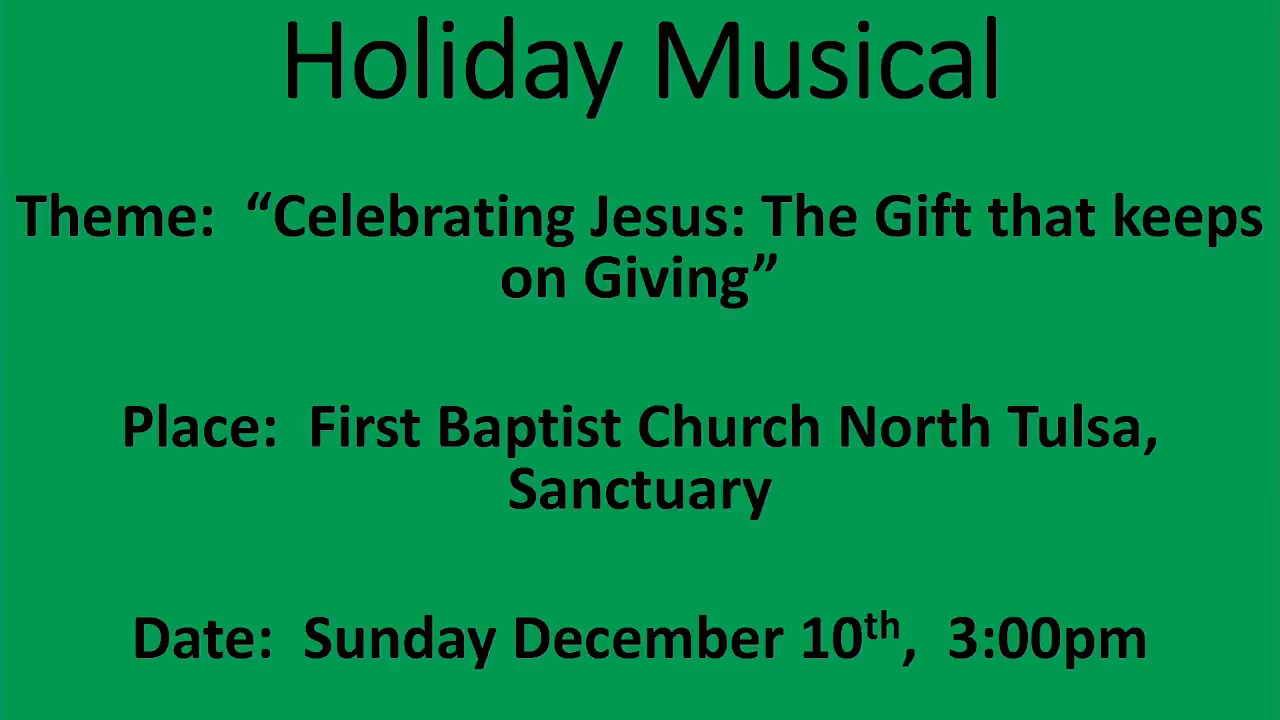 Holiday Musical
Theme:  “Celebrating Jesus: The Gift that keeps
on Giving”
Place:  First Baptist Church North Tulsa,
Sanctuary
Date:  Sunday December 10th,  3:00pm